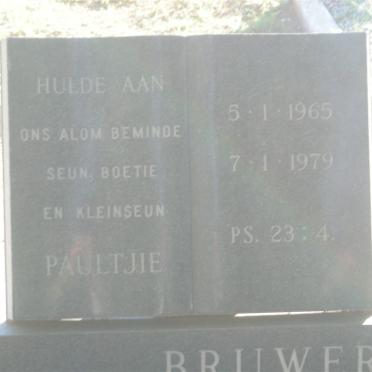 HULDE AAN
ONS ALOM BEMINDE
SEUN, BOETIE
EN KLEINSEUN
PAULTJIE
5·1·1965
7·1·1979
PS. 23:4.
BRUWER